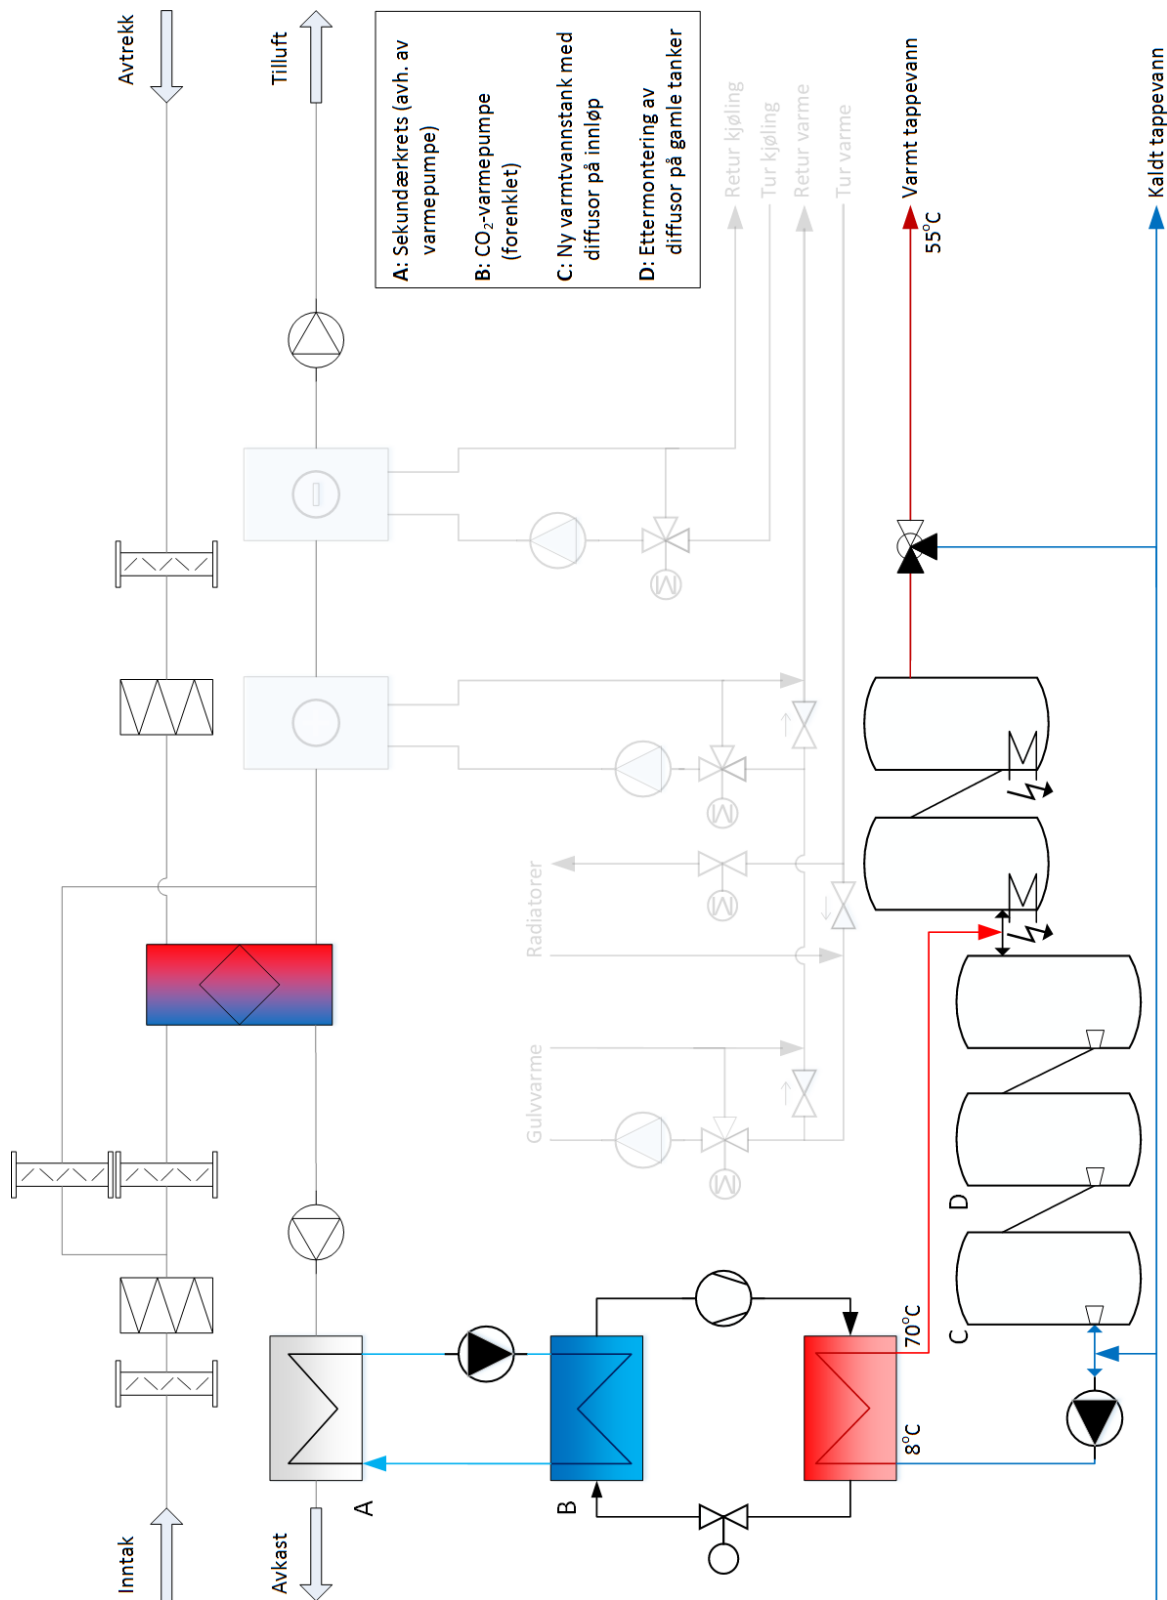 Avtrekk
Tilluft
A: Sekundærkrets (avh. av
varmepumpe)
B: CO₂-varmepumpe
(forenklet)
C: Ny varmtvannstank med
diffusor på innløp
D: Ettermontering av
diffusor på gamle tanker
Retur kjøling
Tur kjøling
Retur varme
Tur varme
Varmt tappevann
55°C
Kaldt tappevann
M
M
M
Radiatorer
Gulvvarme
M
D
C
70°C
8°C
A
B
Inntak
Avkast